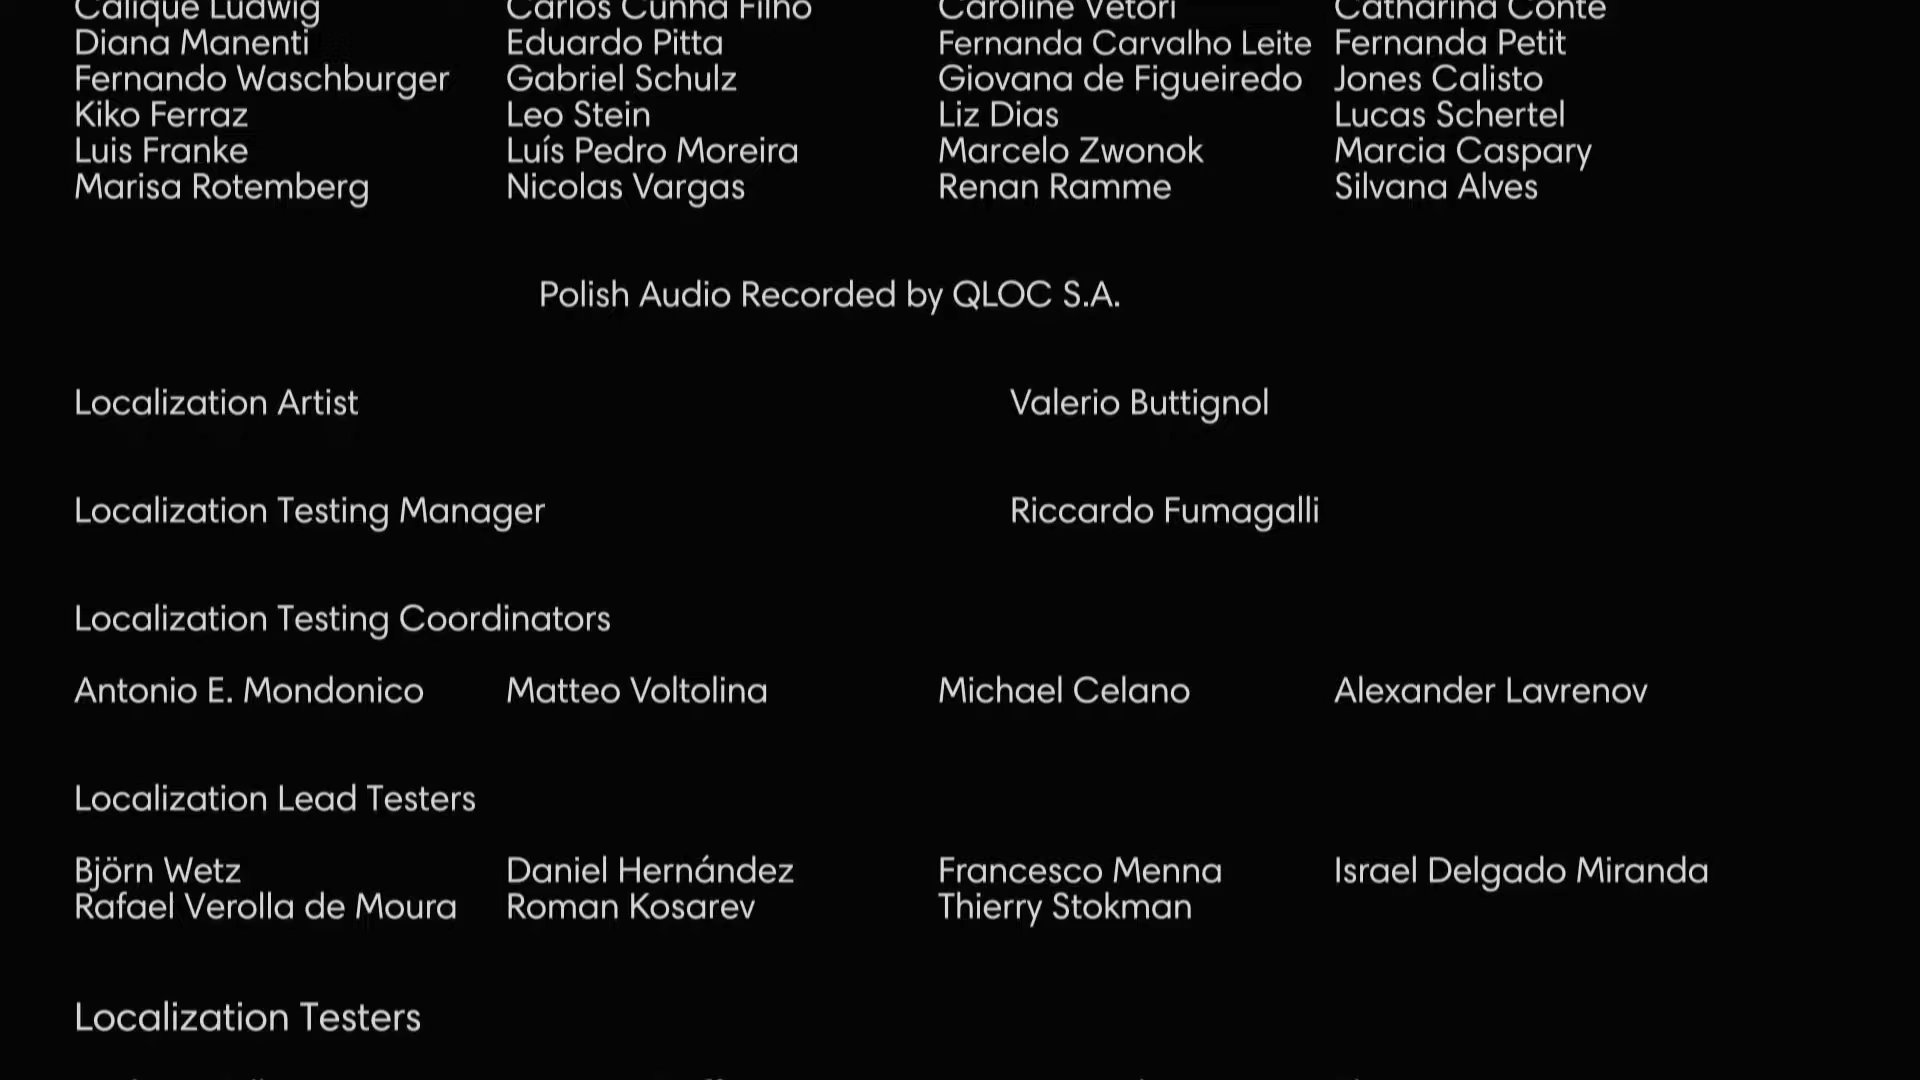 Calique Ludwig Carlos Cunha Filho Caroline Vetori Catharina Conte
Diana Manenti Eduardo Pitta Fernanda Carvalho Leite Fernanda Petit
Fernando Waschburger Gabriel Schulz Giovana de Figueiredo Jones Calisto
Kiko Ferraz Leo Stein Liz Dias Lucas Schertel
Luis Franke Luís Pedro Moreira Marcelo Zwonok Marcia Caspary
Marisa Rotemberg Nicolas Vargas Renan Ramme Silvana Alves
Polish Audio Recorded by QLOC S.A.
Localization Artist Valerio Buttignol
Localization Testing Manager Riccardo Fumagalli
Localization Testing Coordinators
Antonio E. Mondonico Matteo Voltolina Michael Celano Alexander Lavrenov
Localization Lead Testers
Björn Wetz Daniel Hernández Francesco Menna Israel Delgado Miranda
Rafael Verolla de Moura Roman Kosarev Thierry Stokman
Localization Testers